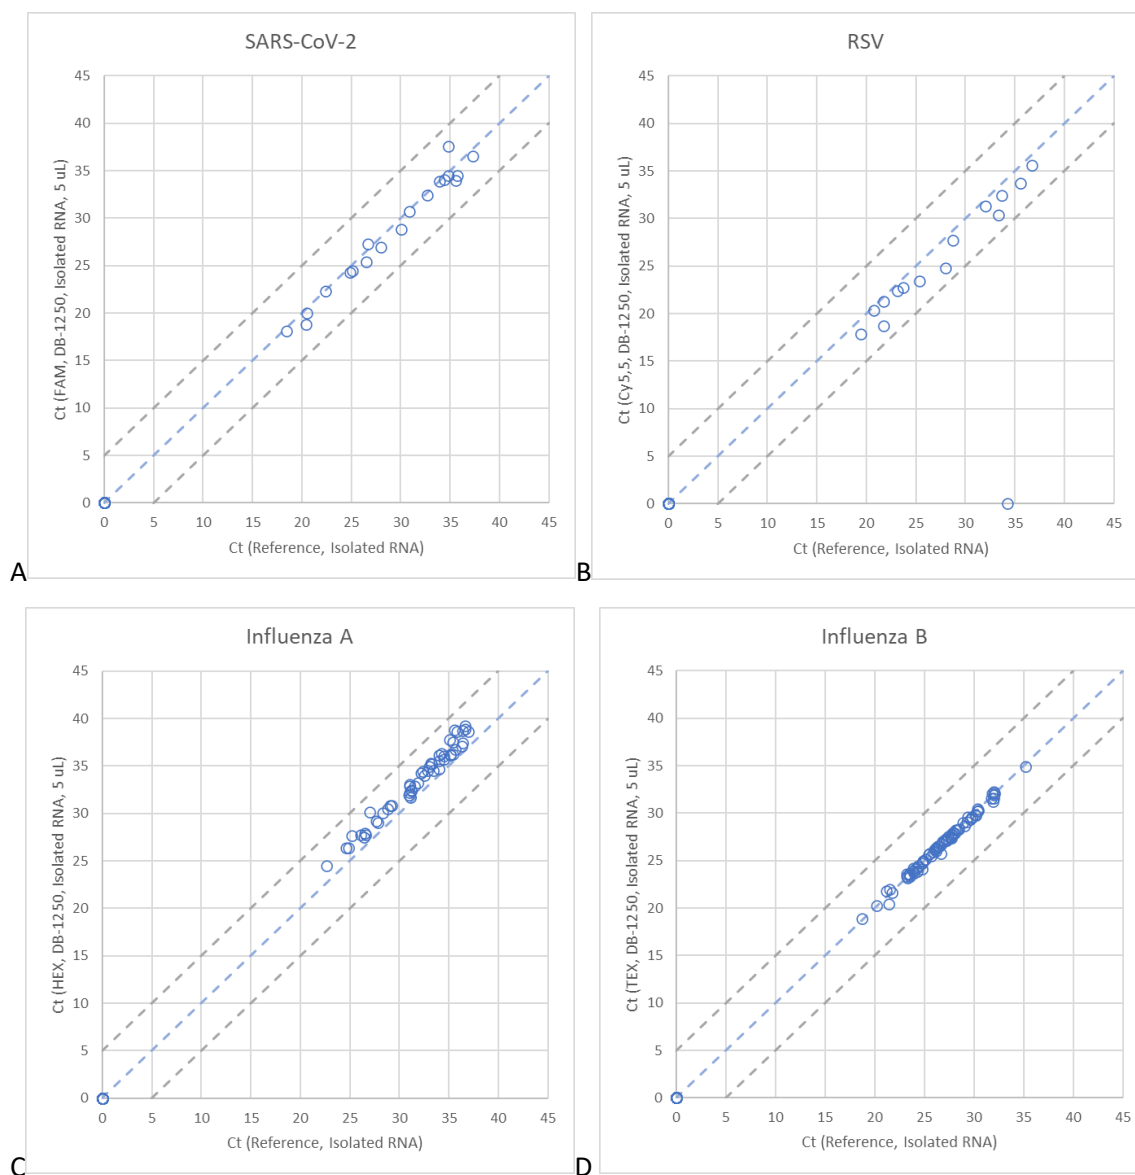 SARS-CoV-2
Ct (FAM, DB-1250, Isolated RNA, 5 uL)
45
40
35
30
25
20
15
10
5
0
0 5 10 15 20 25 30 35 40 45
Ct (Reference, Isolated RNA)
A
RSV
Ct (Cy5,5, DB-1250, Isolated RNA, 5 uL)
45
40
35
30
25
20
15
10
5
0
0 5 10 15 20 25 30 35 40 45
Ct (Reference, Isolated RNA)
B
Influenza A
Ct (HEX, DB-1250, Isolated RNA, 5 uL)
45
40
35
30
25
20
15
10
5
0
0 5 10 15 20 25 30 35 40 45
Ct (Reference, Isolated RNA)
C
Influenza B
Ct (TEX, DB-1250, Isolated RNA, 5 uL)
45
40
35
30
25
20
15
10
5
0
0 5 10 15 20 25 30 35 40 45
Ct (Reference, Isolated RNA)
D